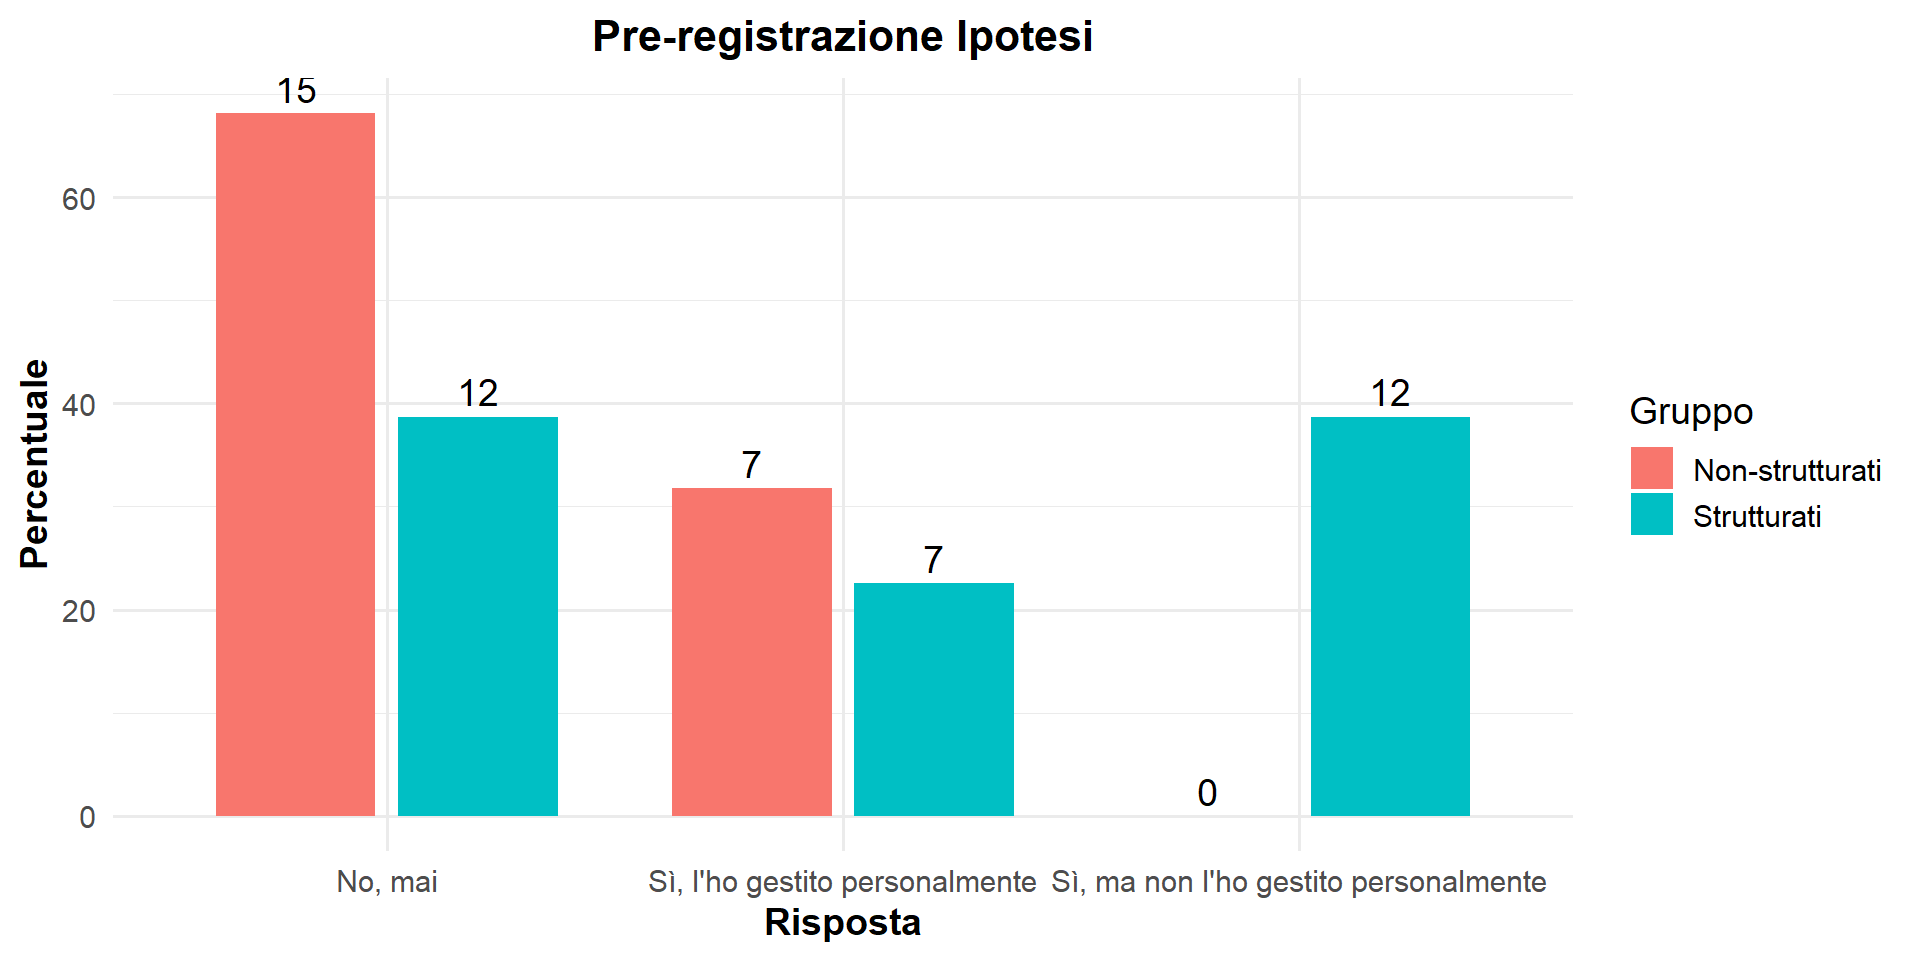 Pre-registrazione Ipotesi
15
60
12
12
40
7
7
20
0
0
Percentuale
No, mai
Sì, l'ho gestito personalmente
Sì, ma non l'ho gestito personalmente
Risposta
Gruppo
Non-strutturati
Strutturati